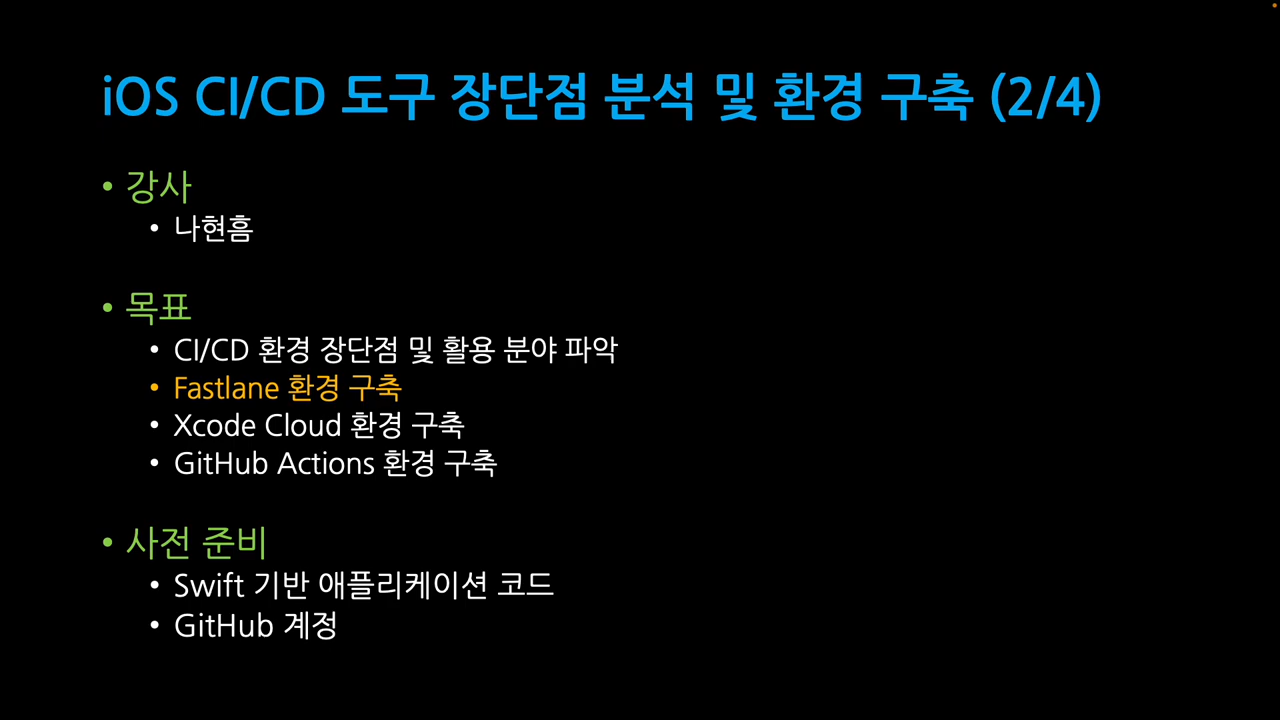 iOS CI/CD 도구 장단점 분석 및 환경 구축 (2/4)
• 강사
• 나현흠
• 목표
• CI/CD 환경 장단점 및 활용 분야 파악
• Fastlane 환경 구축
• Xcode Cloud 환경 구축
• GitHub Actions 환경 구축
• 사전 준비
• Swift 기반 애플리케이션 코드
• GitHub 계정